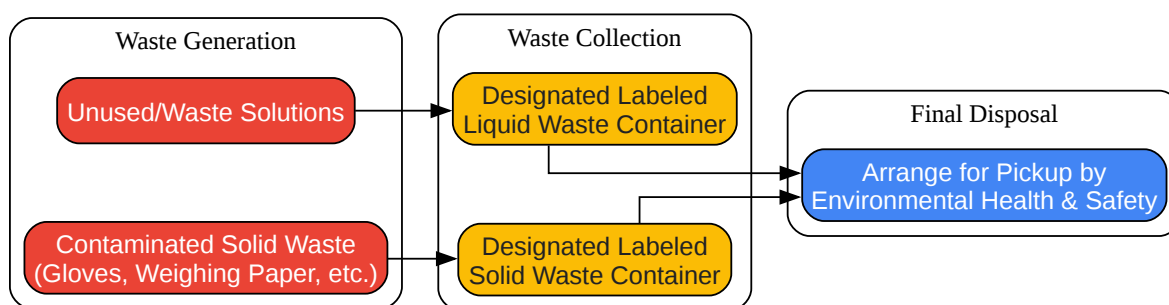 Waste Generation
Unused/Waste Solutions
Contaminated Solid Waste
(Gloves, Weighing Paper, etc.)
Waste Collection
Designated Labeled
Liquid Waste Container
Designated Labeled
Solid Waste Container
Final Disposal
Arrange for Pickup by
Environmental Health & Safety